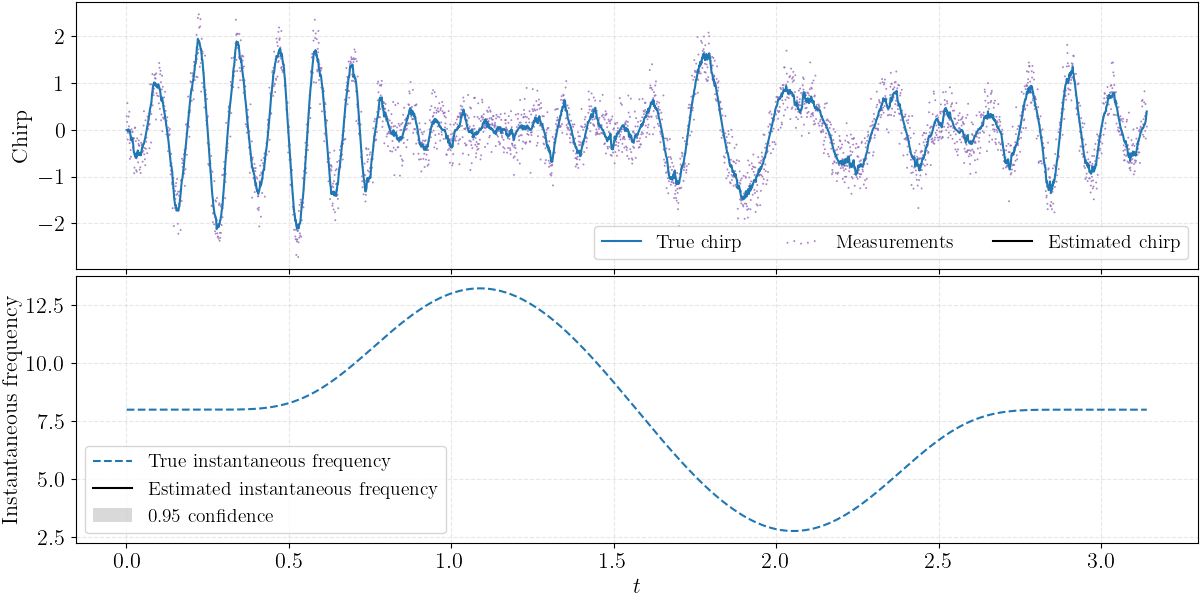 Chirp
2
1
0
−1
−2
True chirp Measurements Estimated chirp
Instantaneous frequency
12.5
10.0
7.5
5.0
2.5
True instantaneous frequency
Estimated instantaneous frequency
0.95 confidence
0.0 0.5 1.0 1.5 2.0 2.5 3.0
t